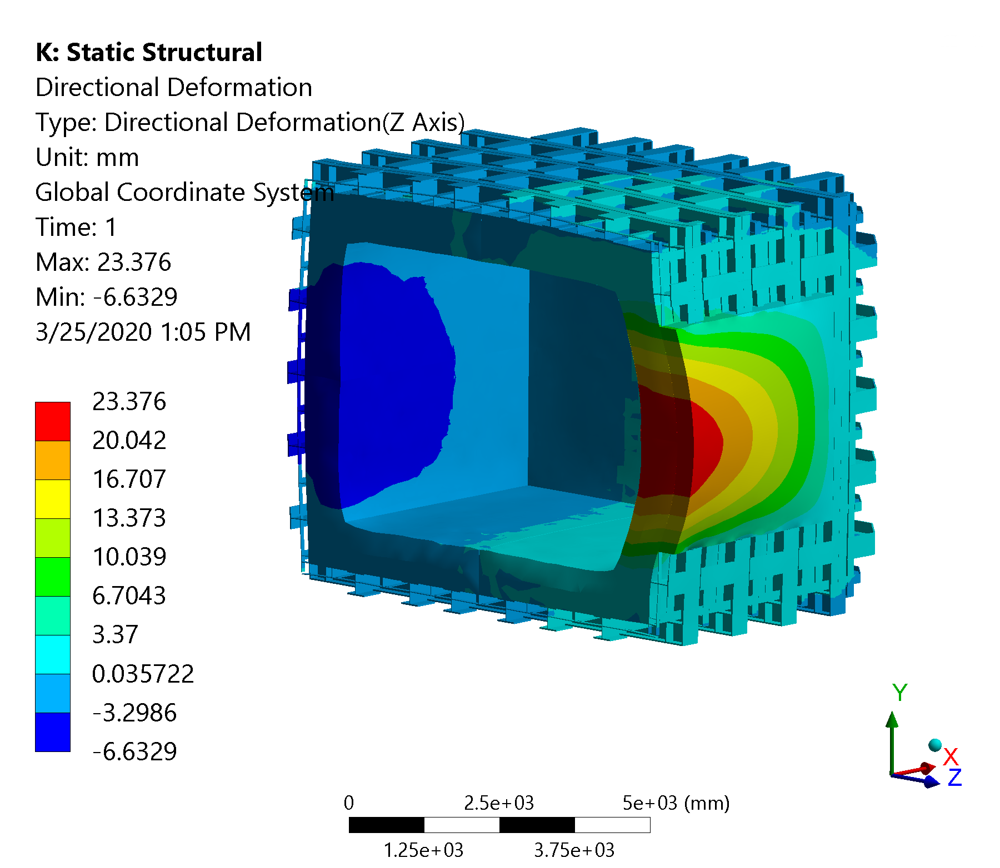 K: Static Structural
Directional Deformation
Type: Directional Deformation(Z Axis)
Unit: mm
Global Coordinate System
Time: 1
Max: 23.376
Min: -6.6329
3/25/2020 1:05 PM
23.376
20.042
16.707
13.373
10.039
6.7043
3.37
0.035722
-3.2986
-6.6329
Y
X
Z
0 2.5e+03 5e+03 (mm)
1.25e+03 3.75e+03